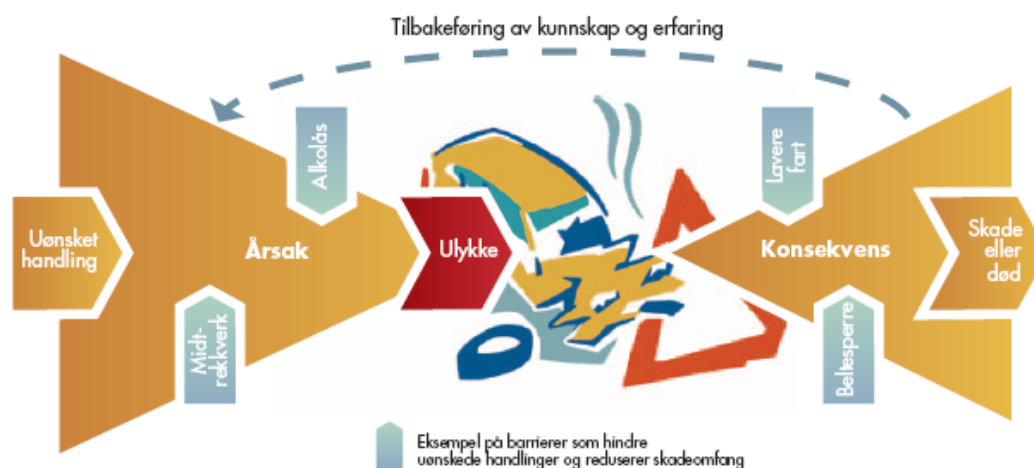 Tilbakeføring av kunnskap og erfaring
Alkolås
Lavere
fart
Uønsket
handling
Årsak
Ulykke
Konsekvens
Skade
eller
død
Midt-
rekkverk
Beltesperre
Eksempel på barrierer som hindre
uønskede handlinger og reduserer skadeomfang